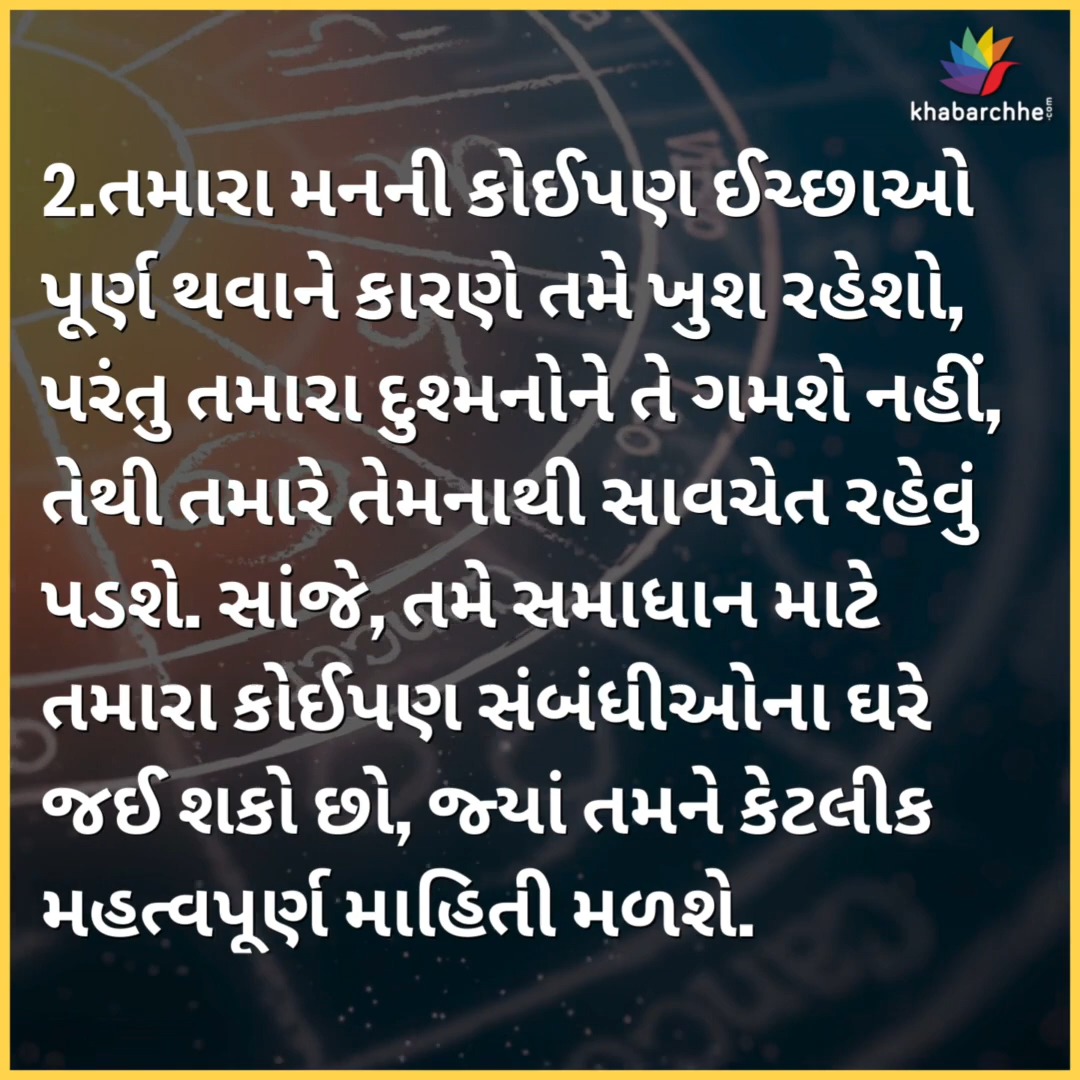 khabarchhe.com
2.તમારા મનની કોઈપણ ઈચ્છાઓ
પૂર્ણ થવાને કારણે તમે ખુશ રહેશો,
પરંતુ તમારા દુશ્મનોને તે ગમશે નહીં,
તેથી તમારે તેમનાથી સાવચેત રહેવું
પડશે. સાંજે, તમે સમાધાન માટે
તમારા કોઈપણ સંબંધીઓના ઘરે
જઈ શકો છો, જ્યાં તમને કેટલીક
મહત્વપૂર્ણ માહિતી મળશે.